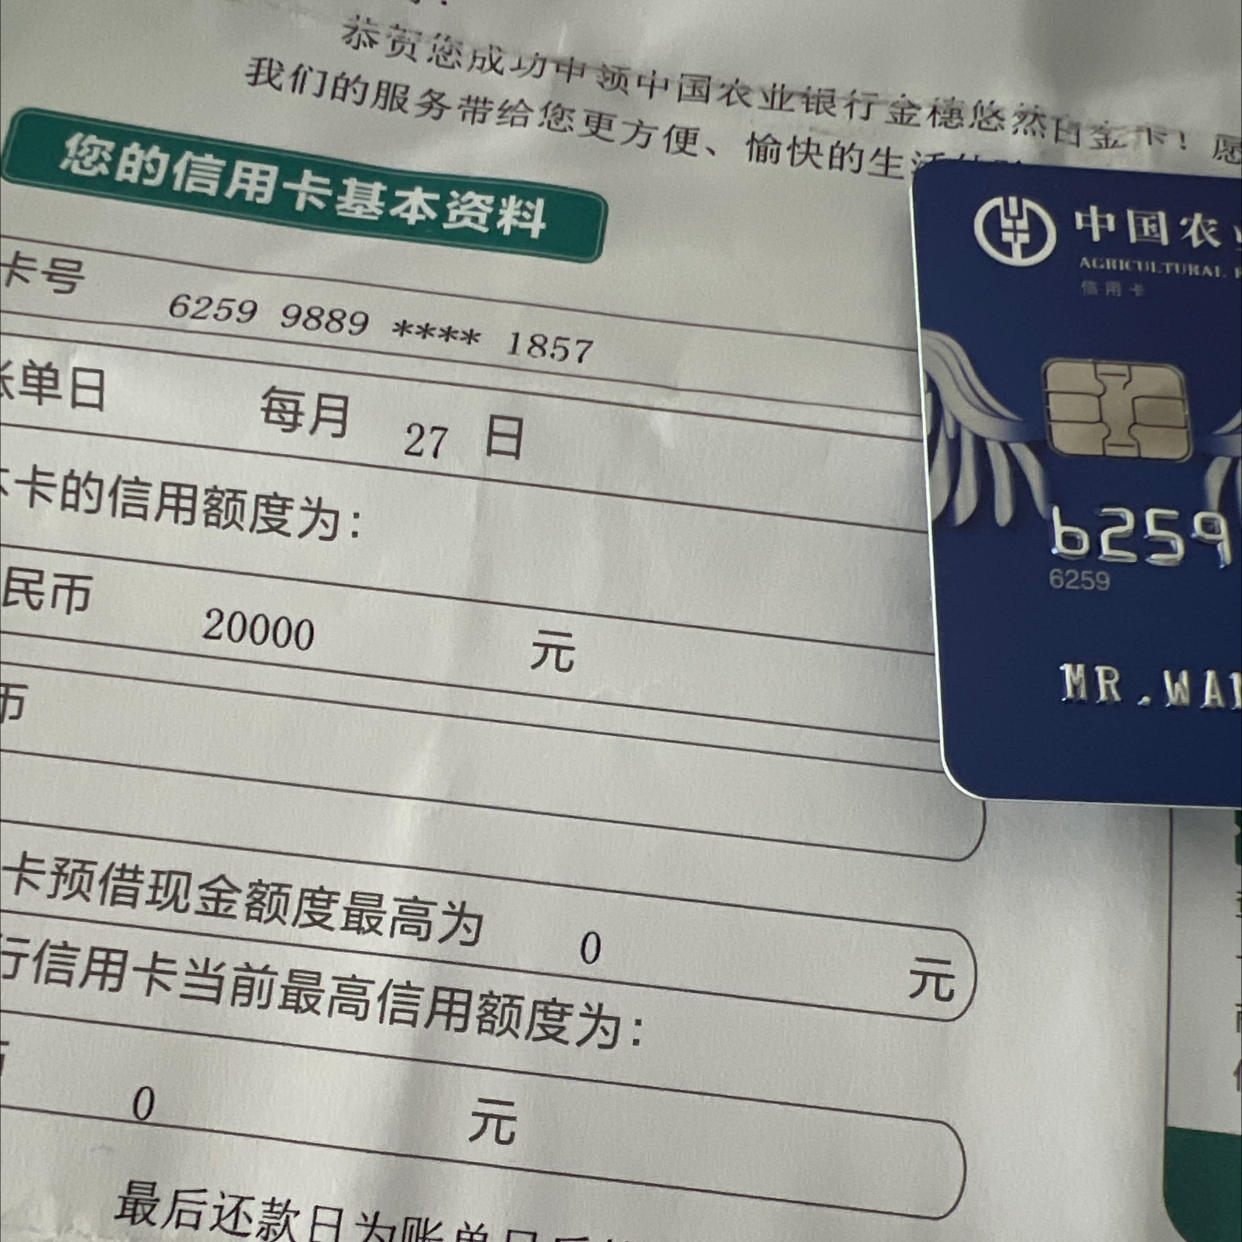 恭贺您成功申领中国农业银行金穗悠然白金卡！愿
我们的服务带给您更方便、愉快的生活
您的信用卡基本资料
卡号 6259 9889 **** 1857
账单日 每月 27 日
卡的信用额度为：
民币 20000 元
币
卡预借现金额度最高为 0 元
行信用卡当前最高信用额度为：
0 元
最后还款日为账单日后
中国农业
AGRICULTURAL
信用卡
6259
6259
MR.WAN